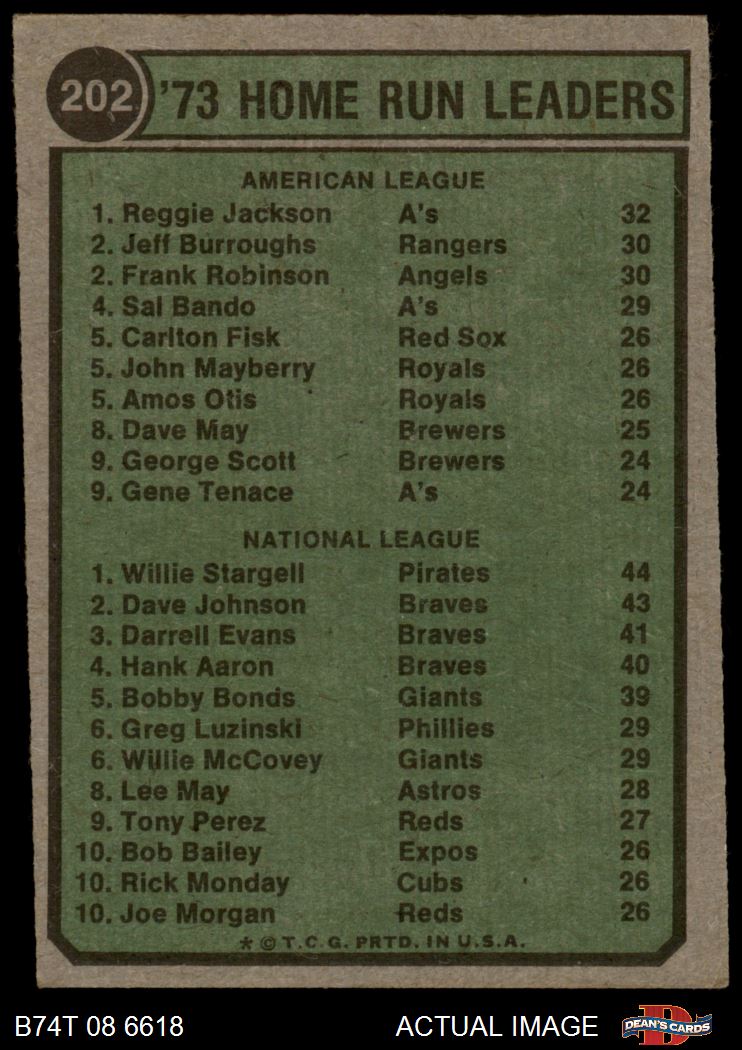 202 '73 HOME RUN LEADERS
AMERICAN LEAGUE
1. Reggie Jackson A's 32
2. Jeff Burroughs Rangers 30
2. Frank Robinson Angels 30
4. Sal Bando A's 29
5. Carlton Fisk Red Sox 26
5. John Mayberry Royals 26
5. Amos Otis Royals 26
8. Dave May Brewers 25
9. George Scott Brewers 24
9. Gene Tenace A's 24
NATIONAL LEAGUE
1. Willie Stargell Pirates 44
2. Dave Johnson Braves 43
3. Darrell Evans Braves 41
4. Hank Aaron Braves 40
5. Bobby Bonds Giants 39
6. Greg Luzinski Phillies 29
6. Willie McCovey Giants 29
8. Lee May Astros 28
9. Tony Perez Reds 27
10. Bob Bailey Expos 26
10. Rick Monday Cubs 26
10. Joe Morgan Reds 26
* © T.C.G. PRTD. IN U.S.A.
B74T 08 6618 ACTUAL IMAGE D DEAN'S CARDS